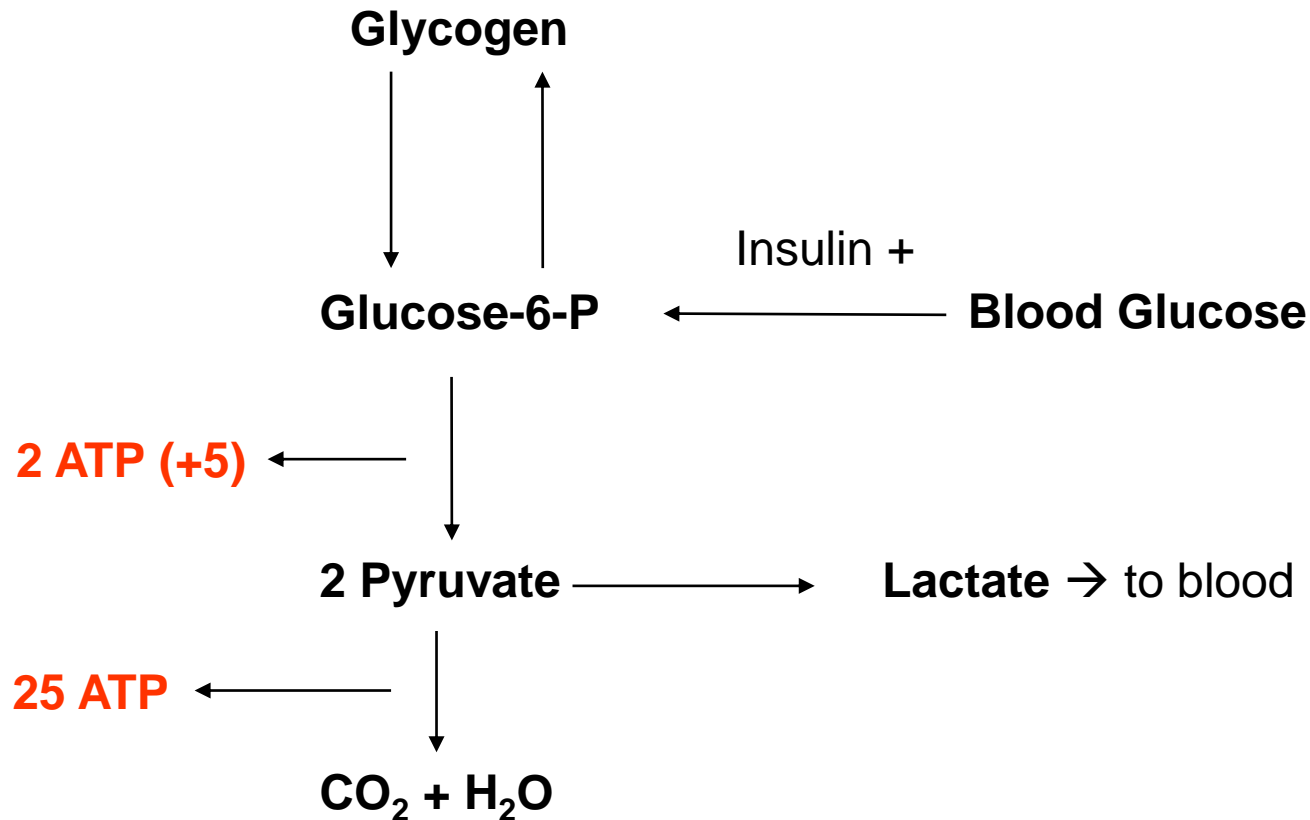 Glycogen
Insulin +
Glucose-6-P
Blood Glucose
2 ATP (+5)
2 Pyruvate
Lactate → to blood
25 ATP
CO₂ + H₂O